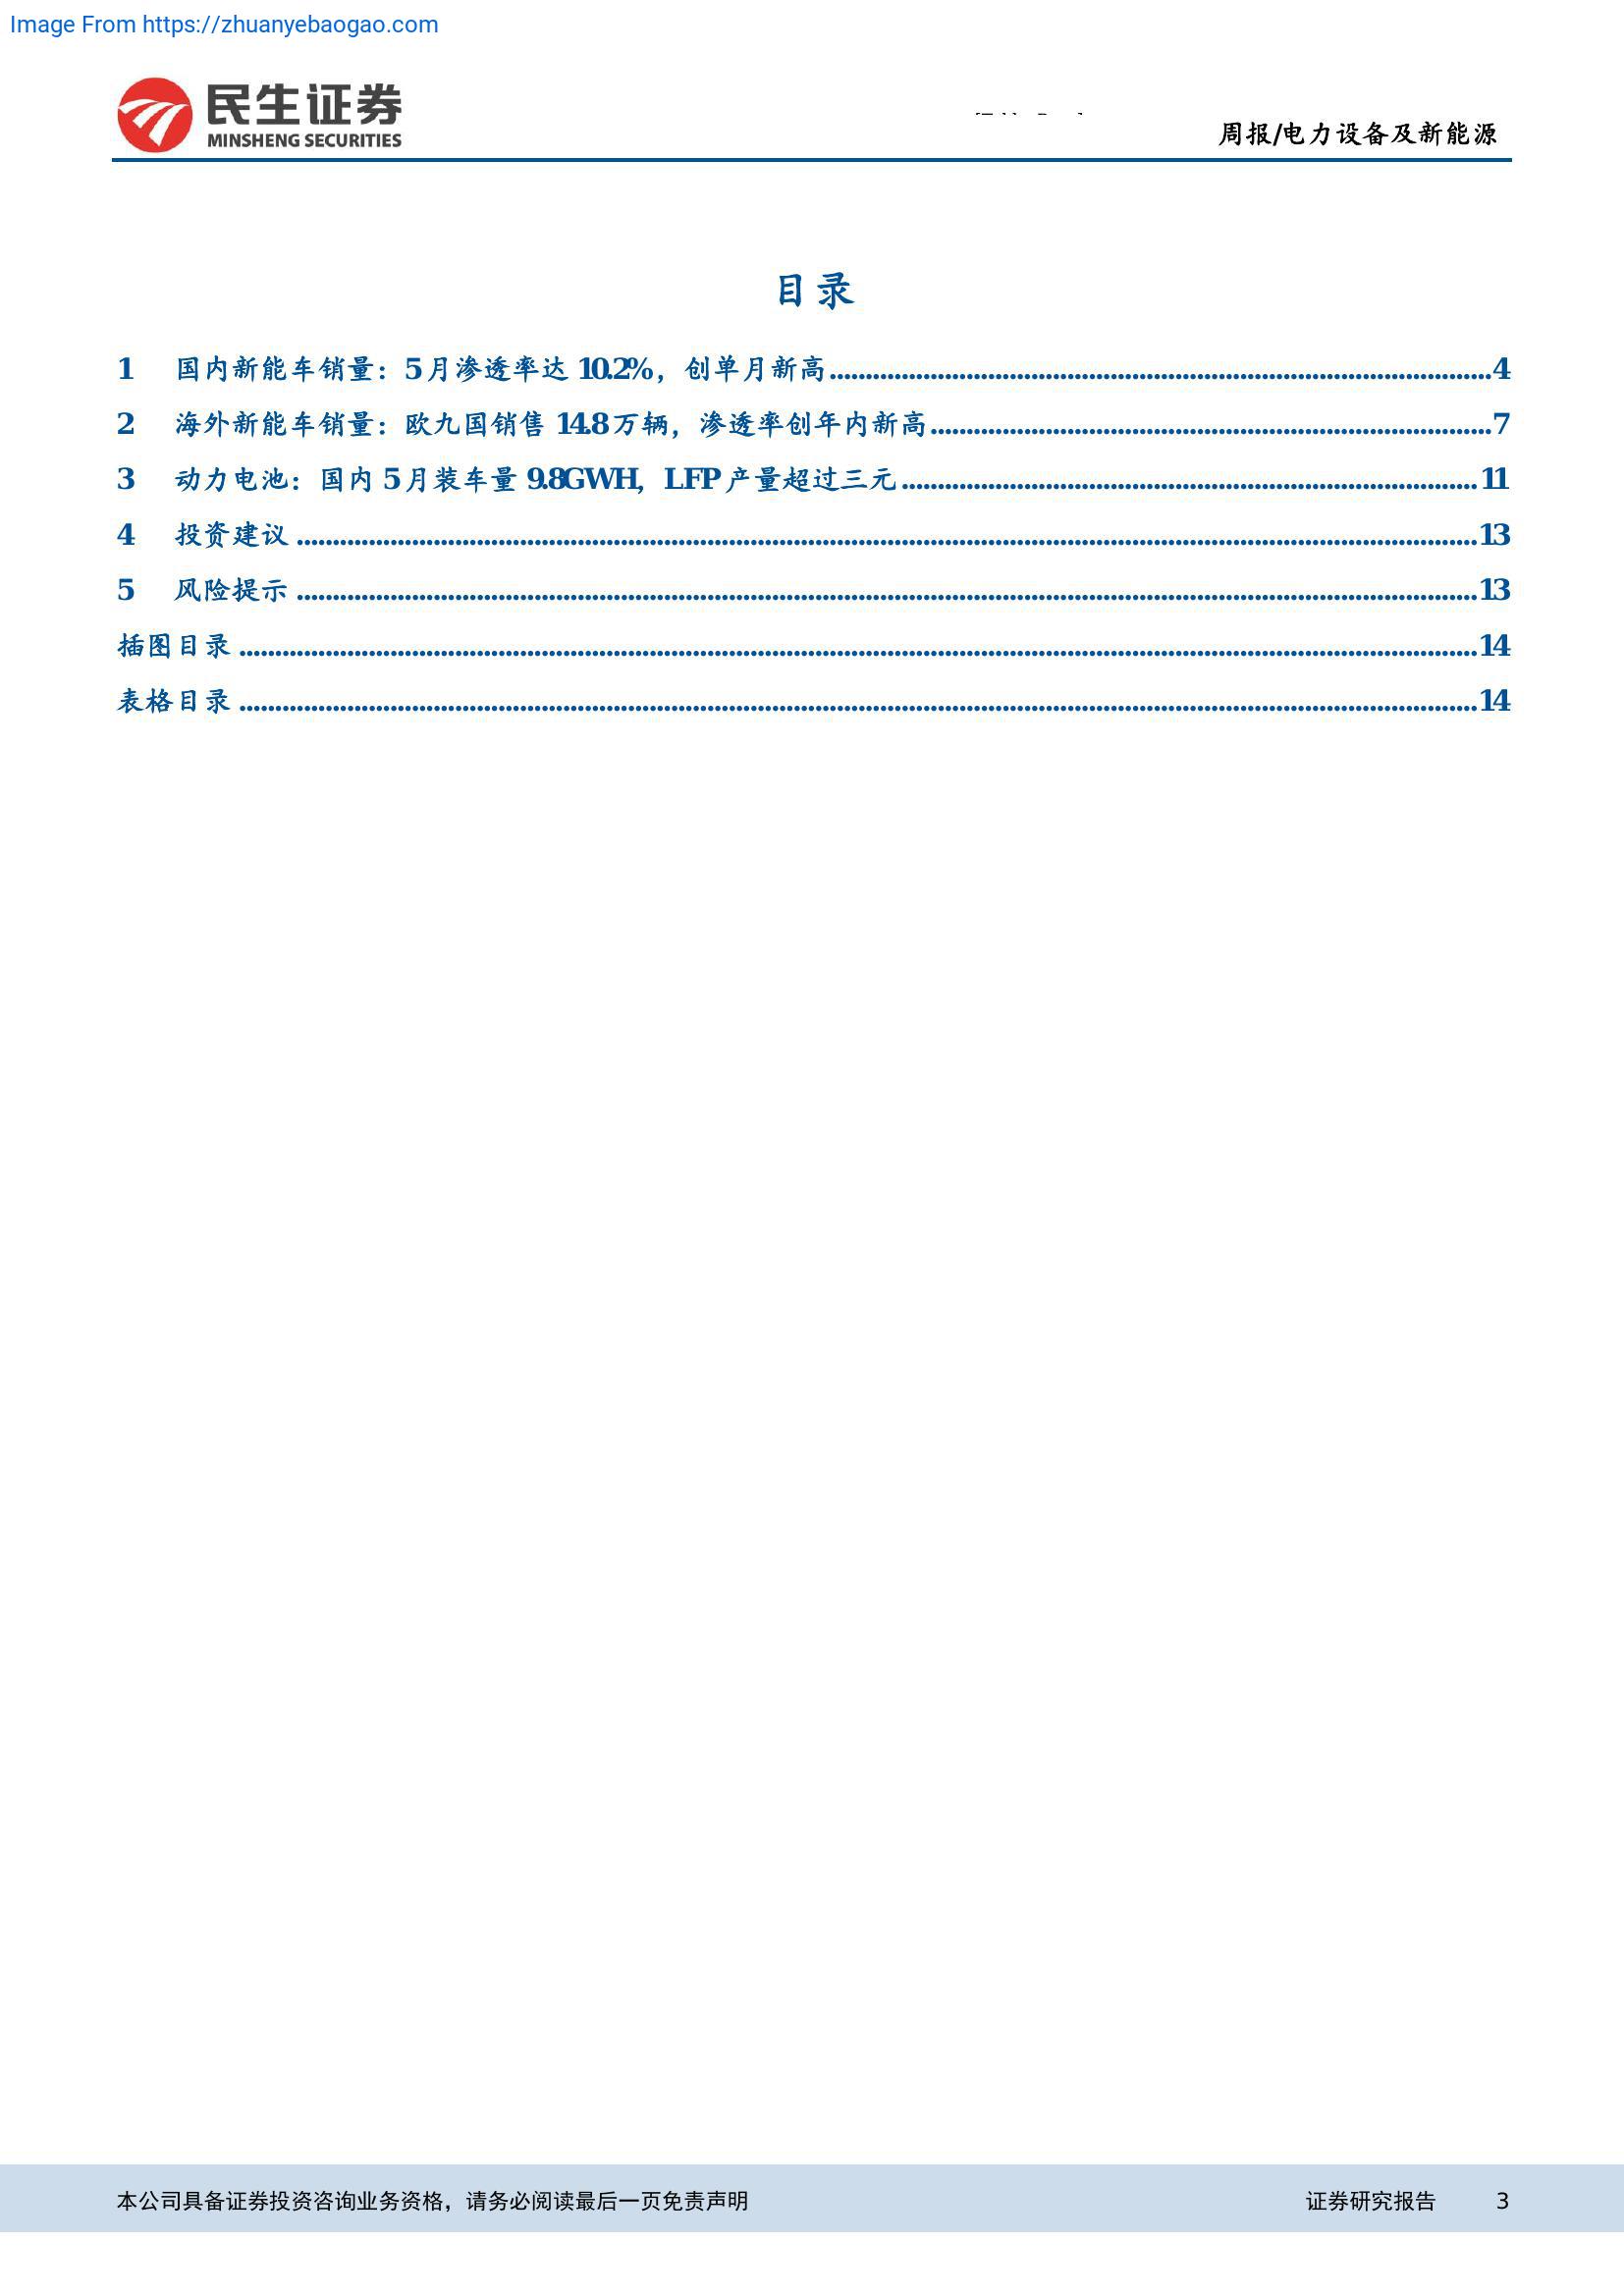 Image From https://zhuanyebaogao.com
民生证券
MINSHENG SECURITIES
周报/电力设备及新能源
目录
1 国内新能车销量：5月渗透率达 10.2%，创单月新高................................4
2 海外新能车销量：欧九国销售 14.8 万辆，渗透率创年内新高................................7
3 动力电池：国内 5 月装车量 9.8GWH，LFP 产量超过三元................................11
4 投资建议................................13
5 风险提示................................13
插图目录................................14
表格目录................................14
本公司具备证券投资咨询业务资格，请务必阅读最后一页免责声明 证券研究报告 3